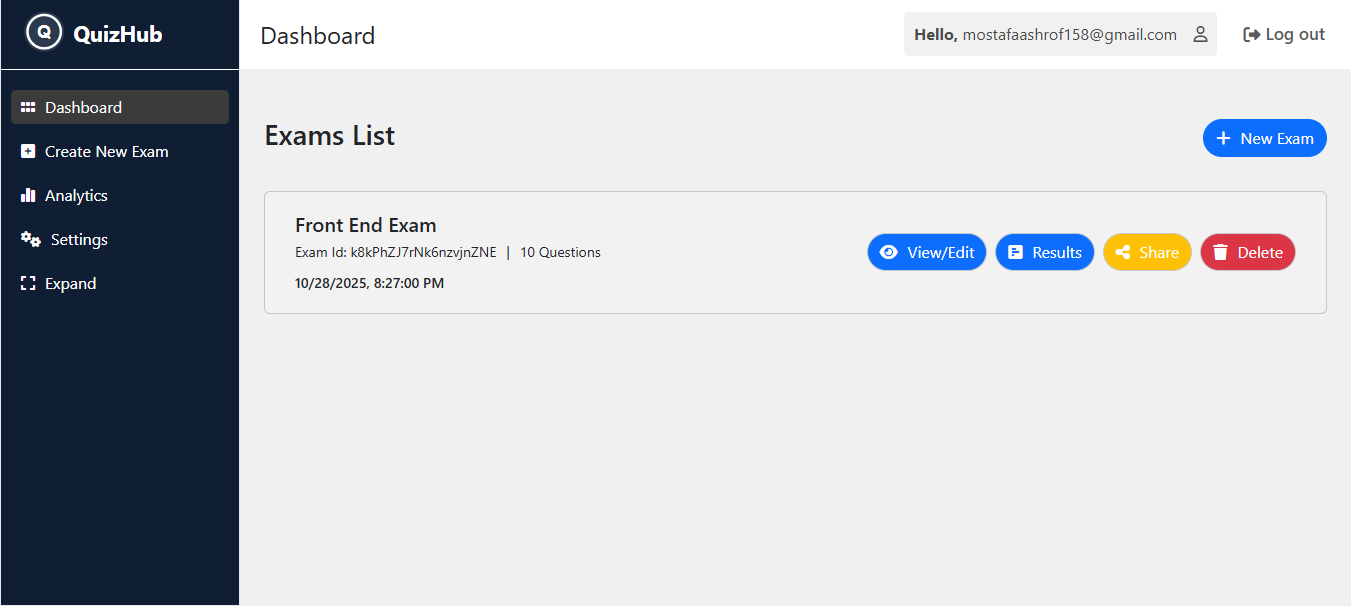 Q QuizHub
Dashboard
Hello, mostafaashrof158@gmail.com
Log out
Dashboard
Create New Exam
Analytics
Settings
Expand
Exams List
+ New Exam
Front End Exam
Exam Id: k8kPhZJ7rNk6nzvjnZNE | 10 Questions
10/28/2025, 8:27:00 PM
View/Edit
Results
Share
Delete